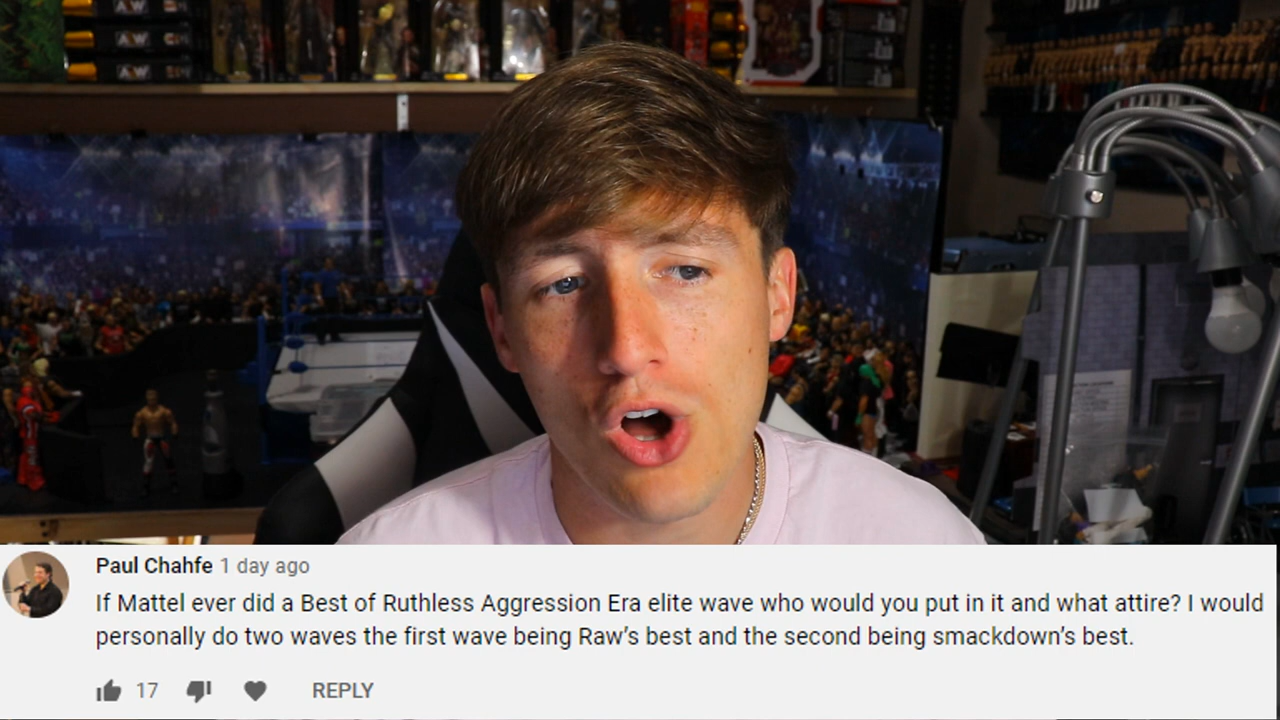 AEW
AEW
Paul Chahfe 1 day ago
If Mattel ever did a Best of Ruthless Aggression Era elite wave who would you put in it and what attire? I would
personally do two waves the first wave being Raw’s best and the second being smackdown’s best.
17 REPLY